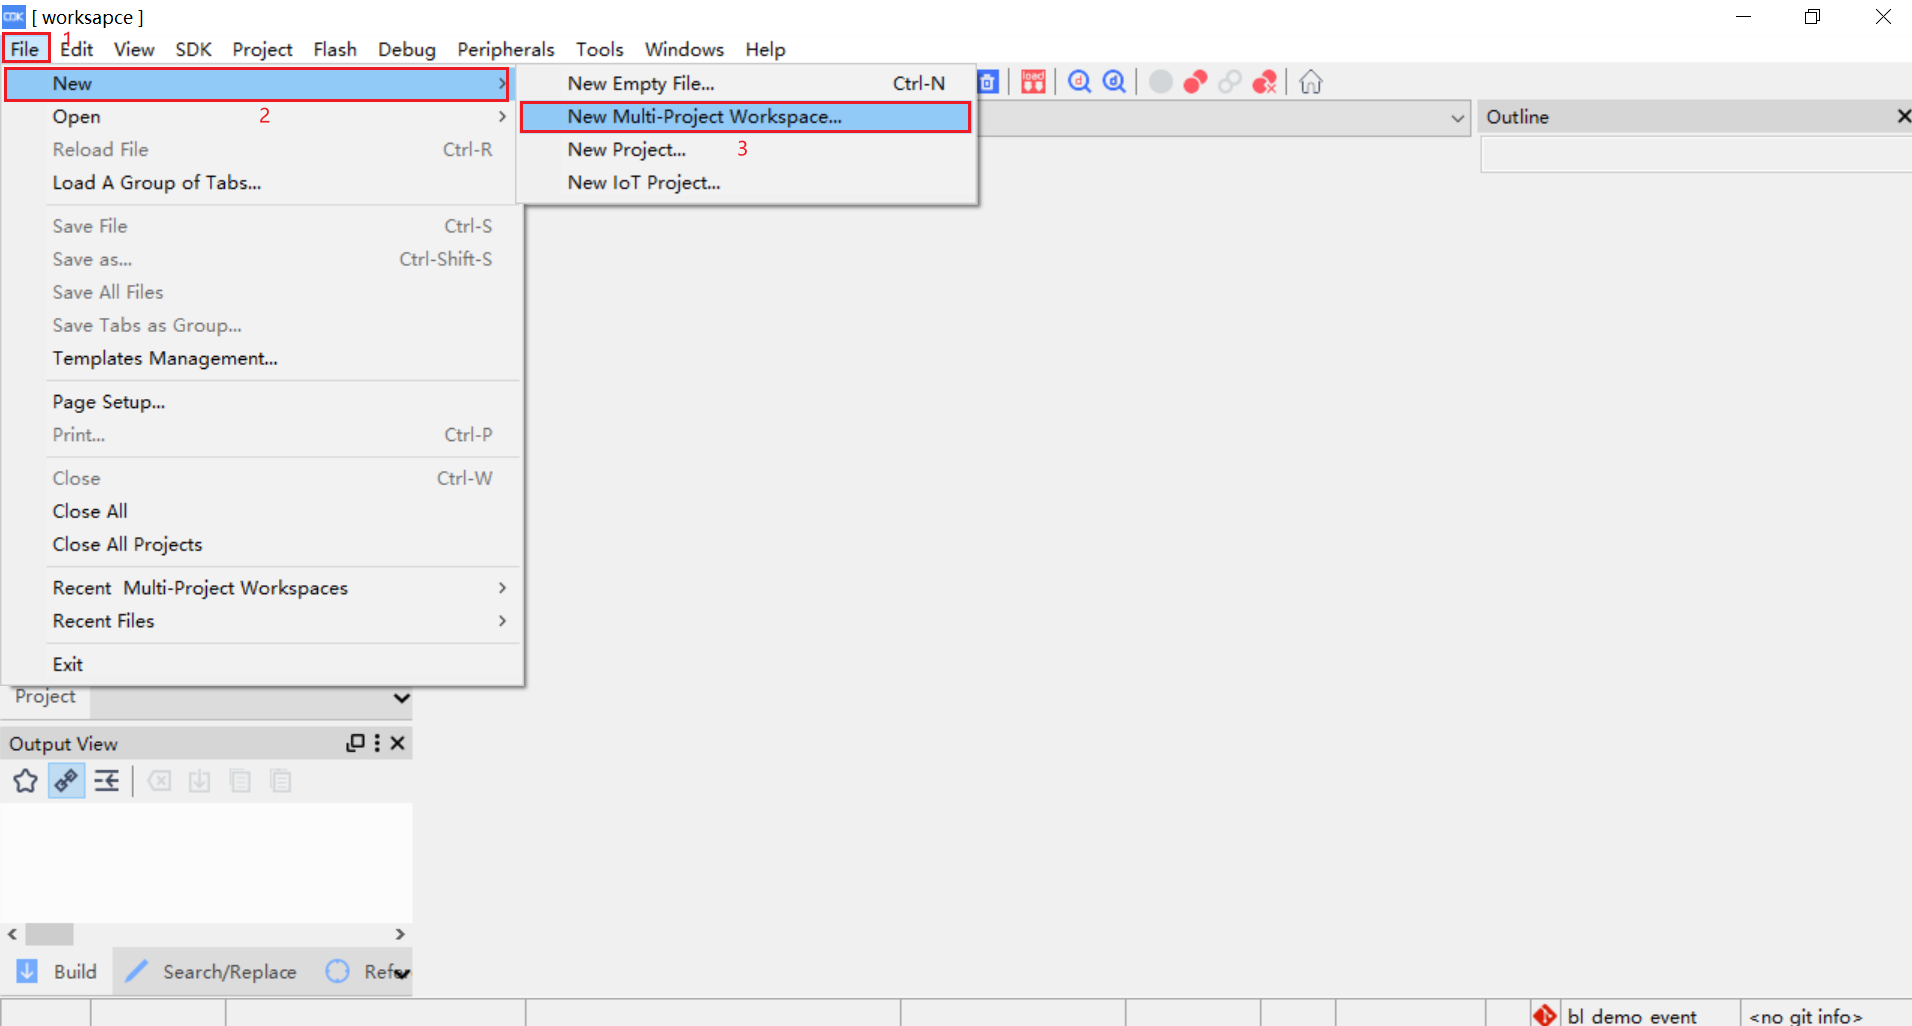 CDK [ worksapce ]
File 1 Edit View SDK Project Flash Debug Peripherals Tools Windows Help
New
Open 2
Reload File Ctrl-R
Load A Group of Tabs...
Save File Ctrl-S
Save as... Ctrl-Shift-S
Save All Files
Save Tabs as Group...
Templates Management...
Page Setup...
Print... Ctrl-P
Close Ctrl-W
Close All
Close All Projects
Recent Multi-Project Workspaces
Recent Files
Exit
New Empty File... Ctrl-N
New Multi-Project Workspace...
New Project... 3
New IoT Project...
load
d d
Outline
Project
Output View
Build Search/Replace Refer
bl demo event <no git info>